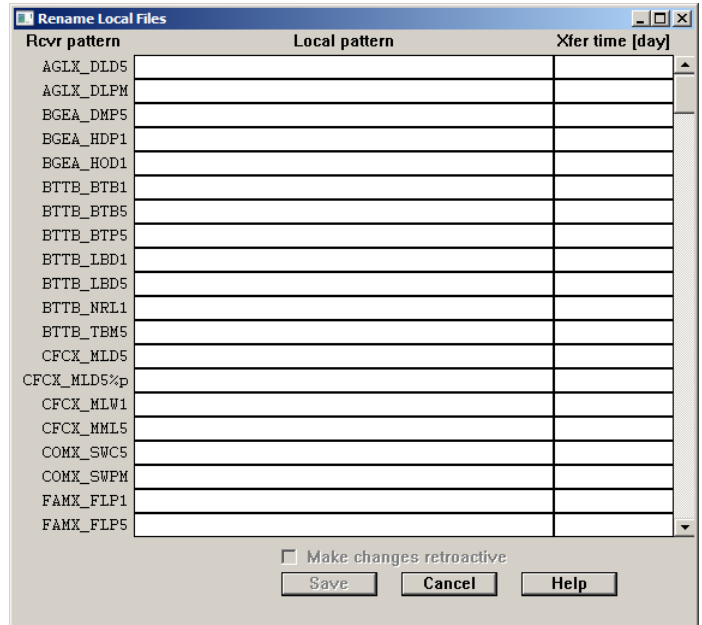 Rename Local Files
Rcvr pattern Local pattern Xfer time [day]
AGLX_DLD5
AGLX_DLPM
BGEA_DMP5
BGEA_HDP1
BGEA_HOD1
BTTB_BTB1
BTTB_BTB5
BTTB_BTP5
BTTB_LBD1
BTTB_LBD5
BTTB_NRL1
BTTB_TBM5
CFCX_MLD5
CFCX_MLD5%p
CFCX_MLW1
CFCX_MML5
COMX_SWC5
COMX_SWPM
FAMX_FLP1
FAMX_FLP5
Make changes retroactive
Save Cancel Help